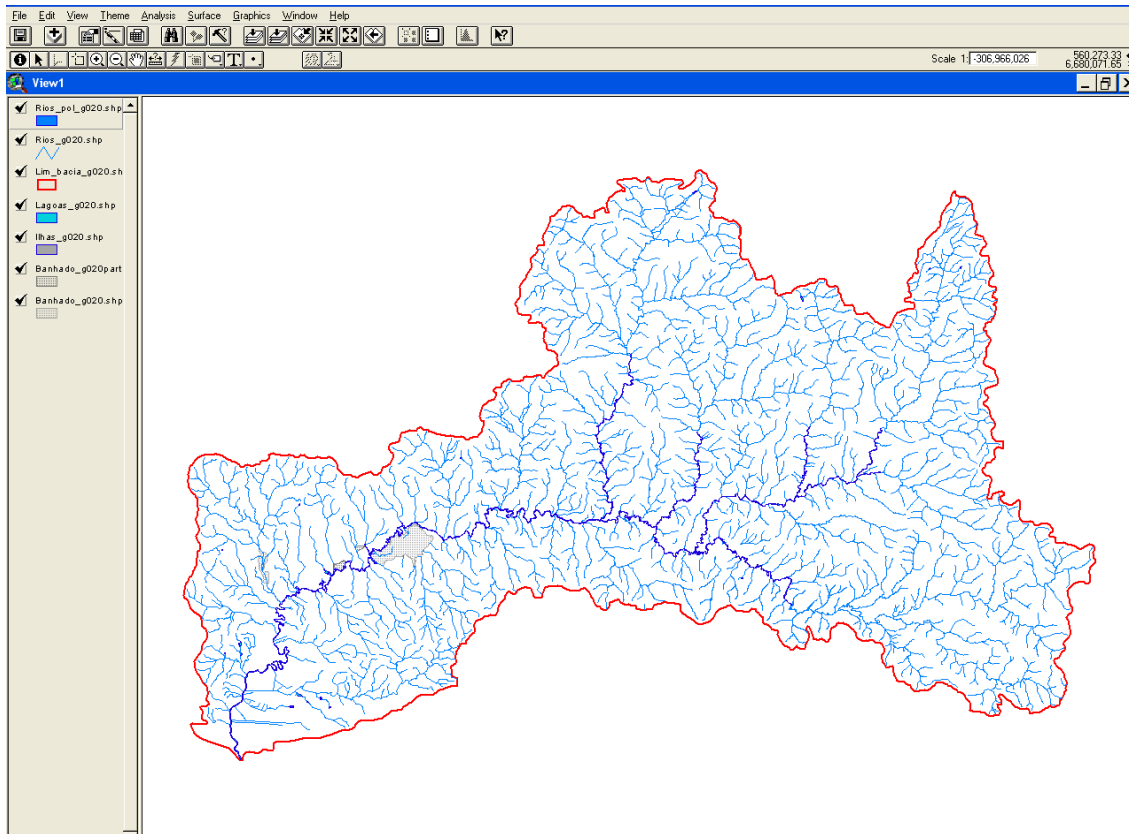 File Edit View Theme Analysis Surface Graphics Window Help
Scale 1: -306,966,026
560,273.33
6,680,071.65
View1
Rios_pol_g020.shp
Rios_g020.shp
Lim_bacia_g020.sh
Lagoas_g020.shp
Ilhas_g020.shp
Banhado_g020part
Banhado_g020.shp